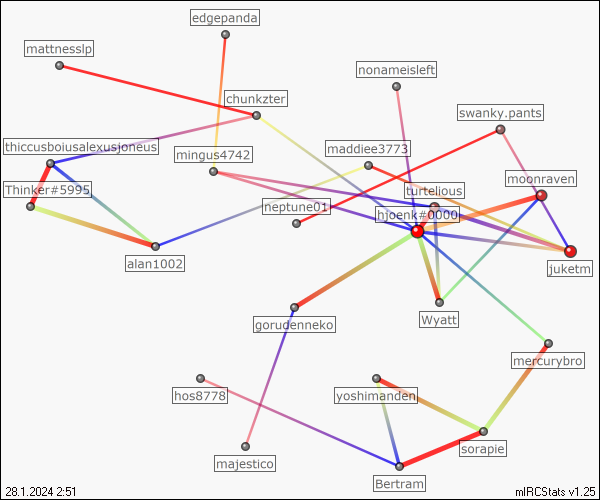 edgepanda
mattnesslp
nonameisleft
chunkzter
swanky.pants
thiccusboiusalexusjoneus
maddiee3773
mingus4742
moonraven
Thinker#5995
turtelious
neptune01
hjoenk#0000
alan1002
juketm
gorudenneko
Wyatt
mercurybro
hos8778
yoshimanden
sorapie
majestico
Bertram
28.1.2024 2:51
mIRCStats v1.25